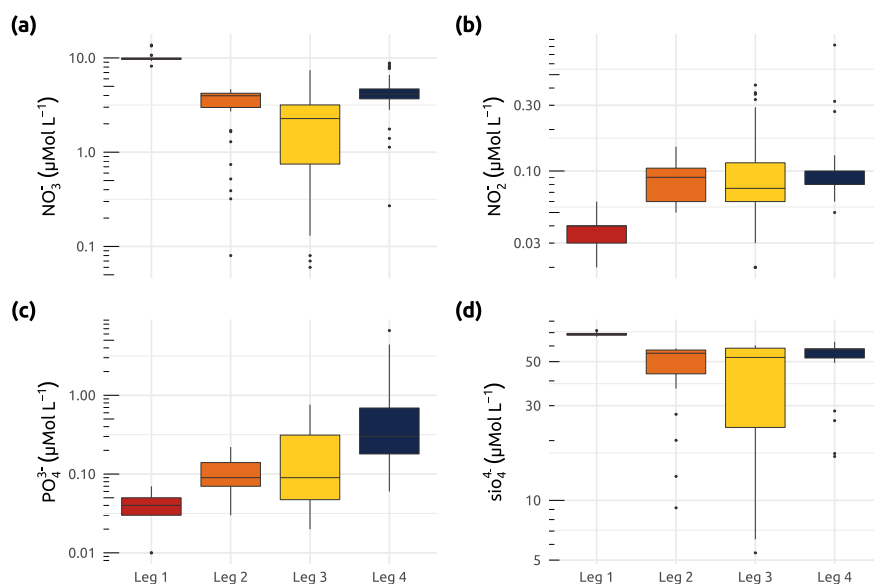 (a)
NO₃⁻ (µMol L⁻¹)
10.0
1.0
0.1
(b)
NO₂⁻ (µMol L⁻¹)
0.30
0.10
0.03
(c)
PO₄³⁻ (µMol L⁻¹)
1.00
0.10
0.01
Leg 1 Leg 2 Leg 3 Leg 4
(d)
sio₄⁴⁻ (µMol L⁻¹)
50
30
10
5
Leg 1 Leg 2 Leg 3 Leg 4